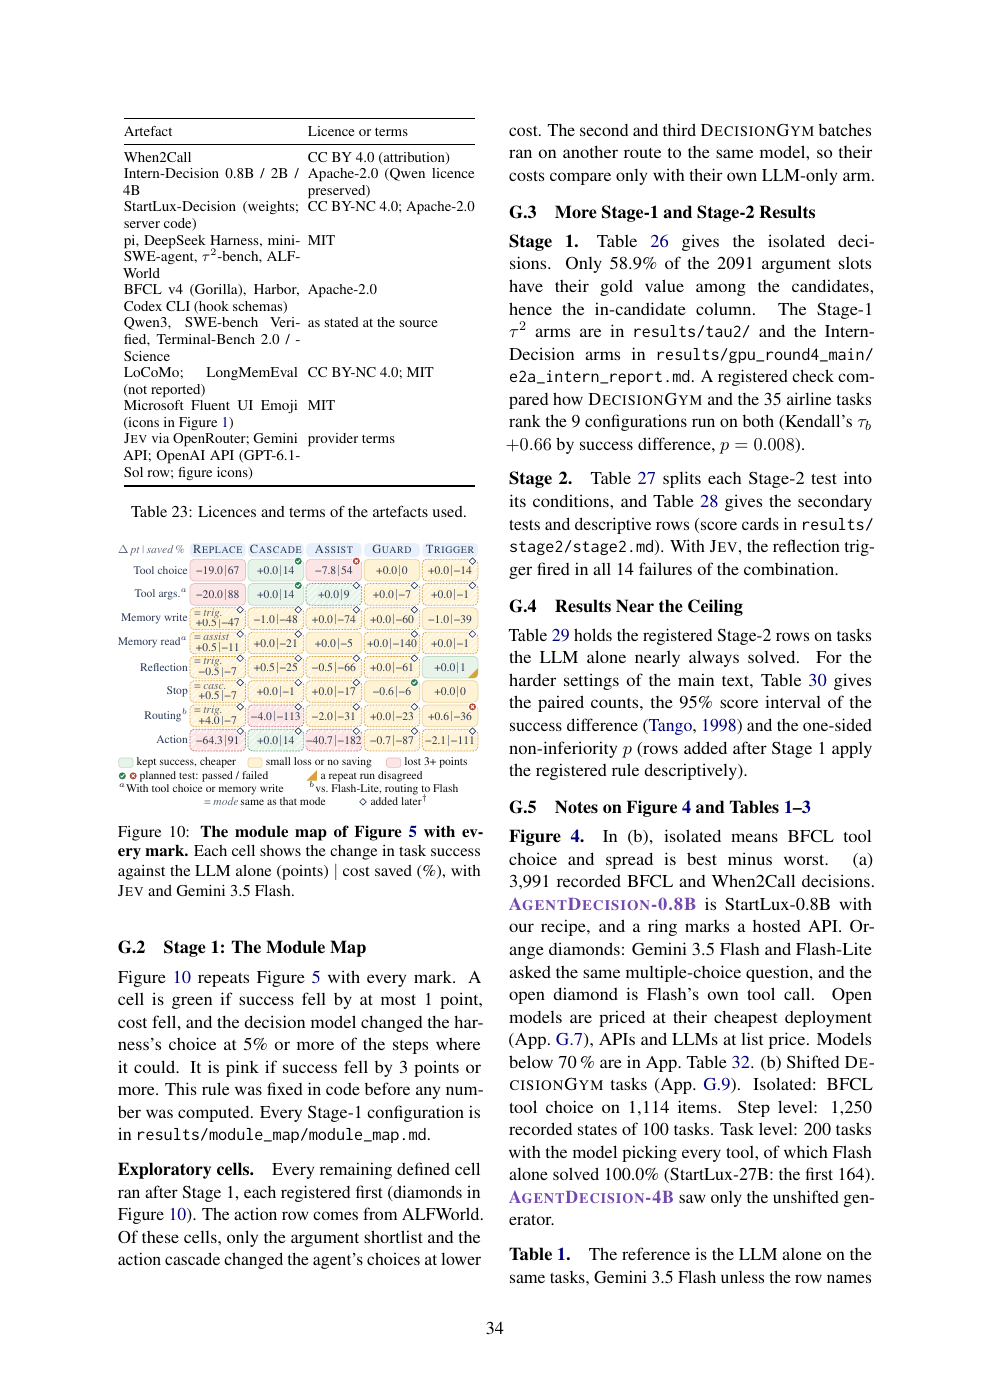 Artefact Licence or terms
When2Call CC BY 4.0 (attribution)
Intern-Decision 0.8B / 2B / Apache-2.0 (Qwen licence
4B preserved)
StartLux-Decision (weights; CC BY-NC 4.0; Apache-2.0
server code)
pi, DeepSeek Harness, mini- MIT
SWE-agent, τ²-bench, ALF-
World
BFCL v4 (Gorilla), Harbor, Apache-2.0
Codex CLI (hook schemas)
Qwen3, SWE-bench Veri- as stated at the source
fied, Terminal-Bench 2.0 / -
Science
LoCoMo; LongMemEval CC BY-NC 4.0; MIT
(not reported)
Microsoft Fluent UI Emoji MIT
(icons in Figure 1)
JEV via OpenRouter; Gemini provider terms
API; OpenAI API (GPT-6.1-
Sol row; figure icons)
Table 23: Licences and terms of the artefacts used.
Δ pt | saved % REPLACE CASCADE ASSIST GUARD TRIGGER
Tool choice −19.0|67 +0.0|14 −7.8|54 +0.0|0 +0.0|−14
Tool args.ᵃ −20.0|88 +0.0|14 +0.0|9 +0.0|−7 +0.0|−1
Memory write = trig. +0.5|−47 −1.0|−48 +0.0|−74 +0.0|−60 −1.0|−39
Memory readᵃ = assist +0.5|−11 +0.0|−21 +0.0|−5 +0.0|−140 +0.0|−1
Reflection = trig. −0.5|−7 +0.5|−25 −0.5|−66 +0.0|−61 +0.0|1
Stop = casc. +0.5|−7 +0.0|−1 +0.0|−17 −0.6|−6 +0.0|0
Routingᵇ = trig. +4.0|−7 −4.0|−113 −2.0|−31 +0.0|−23 +0.6|−36
Action −64.3|91 +0.0|14 −40.7|−182 −0.7|−87 −2.1|−111
kept success, cheaper small loss or no saving lost 3+ points
planned test: passed / failed a repeat run disagreed
ᵃWith tool choice or memory write ᵇvs. Flash-Lite, routing to Flash
= mode same as that mode ◇ added later†
Figure 10: The module map of Figure 5 with ev-
ery mark. Each cell shows the change in task success
against the LLM alone (points) | cost saved (%), with
JEV and Gemini 3.5 Flash.
G.2 Stage 1: The Module Map
Figure 10 repeats Figure 5 with every mark. A
cell is green if success fell by at most 1 point,
cost fell, and the decision model changed the har-
ness's choice at 5% or more of the steps where
it could. It is pink if success fell by 3 points or
more. This rule was fixed in code before any num-
ber was computed. Every Stage-1 configuration is
in results/module_map/module_map.md.
Exploratory cells. Every remaining defined cell
ran after Stage 1, each registered first (diamonds in
Figure 10). The action row comes from ALFWorld.
Of these cells, only the argument shortlist and the
action cascade changed the agent's choices at lower
cost. The second and third DECISIONGYM batches
ran on another route to the same model, so their
costs compare only with their own LLM-only arm.
G.3 More Stage-1 and Stage-2 Results
Stage 1. Table 26 gives the isolated deci-
sions. Only 58.9% of the 2091 argument slots
have their gold value among the candidates,
hence the in-candidate column. The Stage-1
τ² arms are in results/tau2/ and the Intern-
Decision arms in results/gpu_round4_main/
e2a_intern_report.md. A registered check com-
pared how DECISIONGYM and the 35 airline tasks
rank the 9 configurations run on both (Kendall's τb
+0.66 by success difference, p = 0.008).
Stage 2. Table 27 splits each Stage-2 test into
its conditions, and Table 28 gives the secondary
tests and descriptive rows (score cards in results/
stage2/stage2.md). With JEV, the reflection trig-
ger fired in all 14 failures of the combination.
G.4 Results Near the Ceiling
Table 29 holds the registered Stage-2 rows on tasks
the LLM alone nearly always solved. For the
harder settings of the main text, Table 30 gives
the paired counts, the 95% score interval of the
success difference (Tango, 1998) and the one-sided
non-inferiority p (rows added after Stage 1 apply
the registered rule descriptively).
G.5 Notes on Figure 4 and Tables 1–3
Figure 4. In (b), isolated means BFCL tool
choice and spread is best minus worst. (a)
3,991 recorded BFCL and When2Call decisions.
AGENTDECISION-0.8B is StartLux-0.8B with
our recipe, and a ring marks a hosted API. Or-
ange diamonds: Gemini 3.5 Flash and Flash-Lite
asked the same multiple-choice question, and the
open diamond is Flash's own tool call. Open
models are priced at their cheapest deployment
(App. G.7), APIs and LLMs at list price. Models
below 70 % are in App. Table 32. (b) Shifted DE-
CISIONGYM tasks (App. G.9). Isolated: BFCL
tool choice on 1,114 items. Step level: 1,250
recorded states of 100 tasks. Task level: 200 tasks
with the model picking every tool, of which Flash
alone solved 100.0% (StartLux-27B: the first 164).
AGENTDECISION-4B saw only the unshifted gen-
erator.
Table 1. The reference is the LLM alone on the
same tasks, Gemini 3.5 Flash unless the row names
34